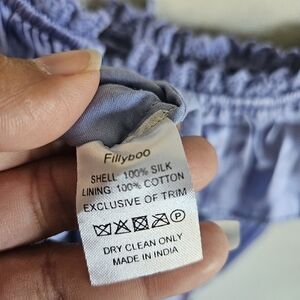 Fillyboo
SHELL: 100% SILK
LINING: 100% COTTON
EXCLUSIVE OF TRIM
P
DRY CLEAN ONLY
MADE IN INDIA